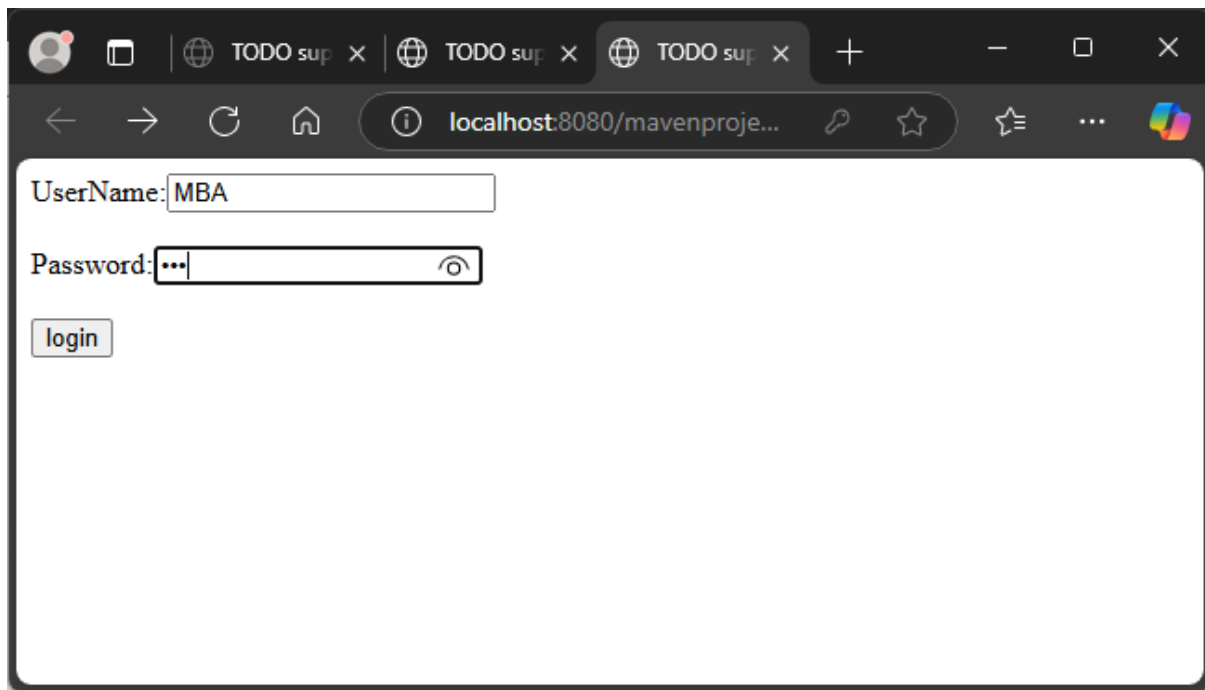 TODO sup TODO sup TODO sup
localhost:8080/mavenproje...
UserName: MBA
Password: •••
login